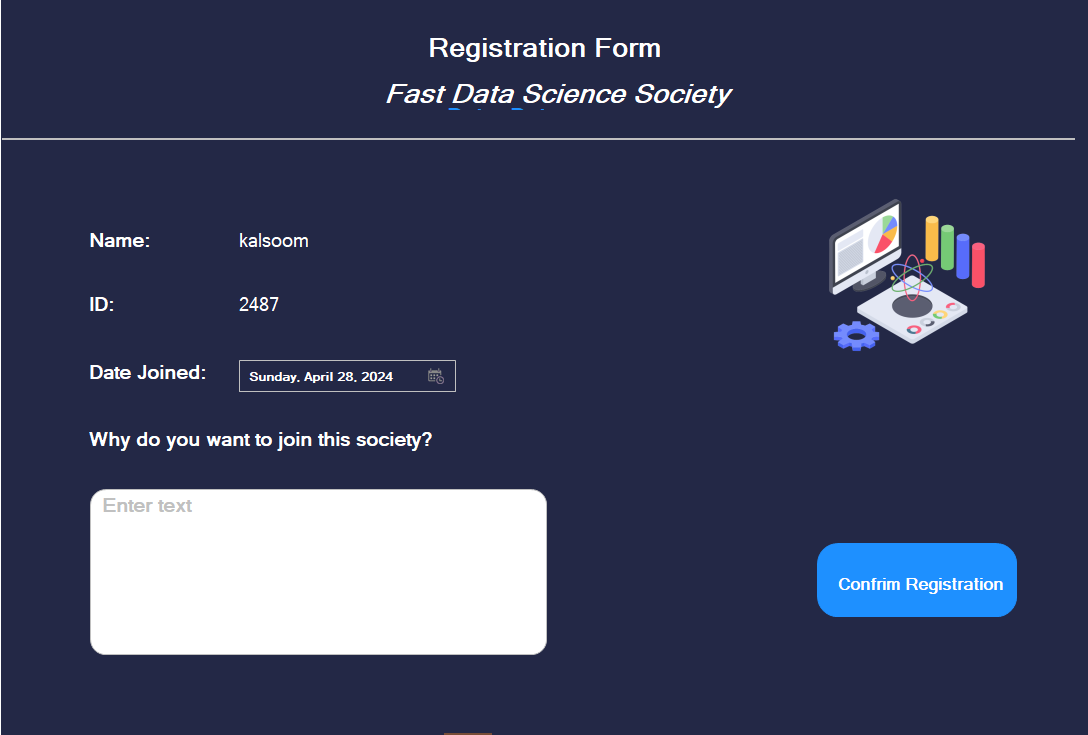 Registration Form
Fast Data Science Society
Name: kalsoom
ID: 2487
Date Joined: Sunday, April 28, 2024
Why do you want to join this society?
Enter text
Confrim Registration